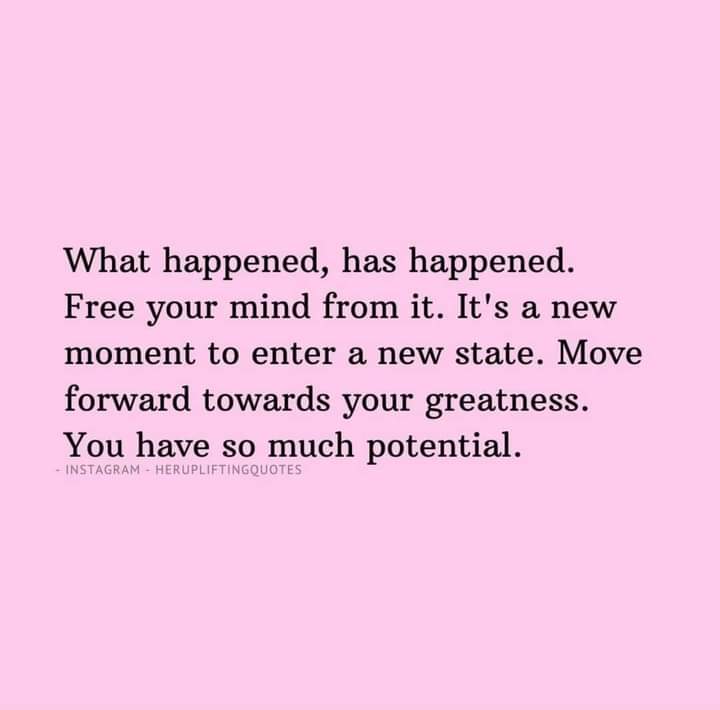 What happened, has happened.
Free your mind from it. It's a new
moment to enter a new state. Move
forward towards your greatness.
You have so much potential.
- INSTAGRAM - HERUPLIFTINGQUOTES